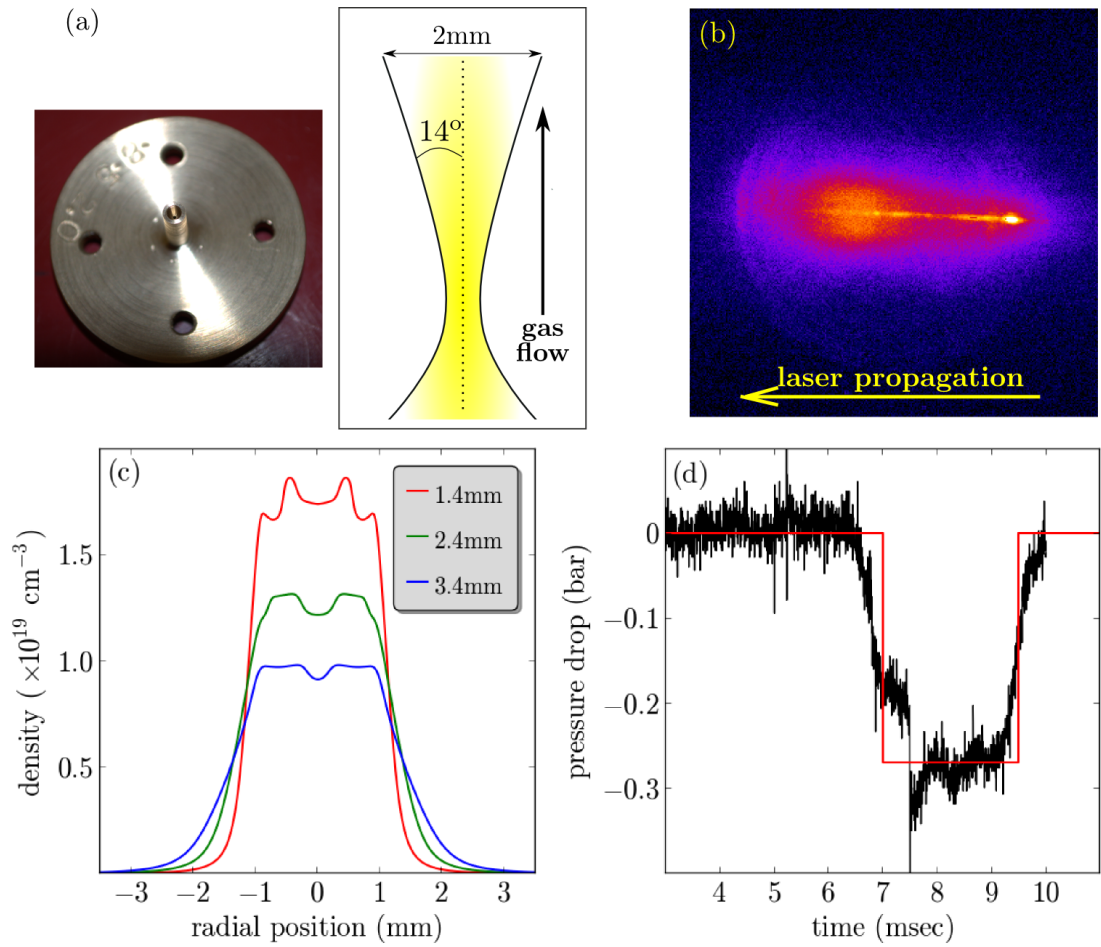 (a)
2mm
14°
gas
flow
(b)
laser propagation
(c)
1.4mm
2.4mm
3.4mm
1.5
1.0
0.5
density ( ×10¹⁹ cm⁻³)
−3 −2 −1 0 1 2 3
radial position (mm)
(d)
0
−0.1
−0.2
−0.3
pressure drop (bar)
3 4 5 6 7 8 9 10
time (msec)